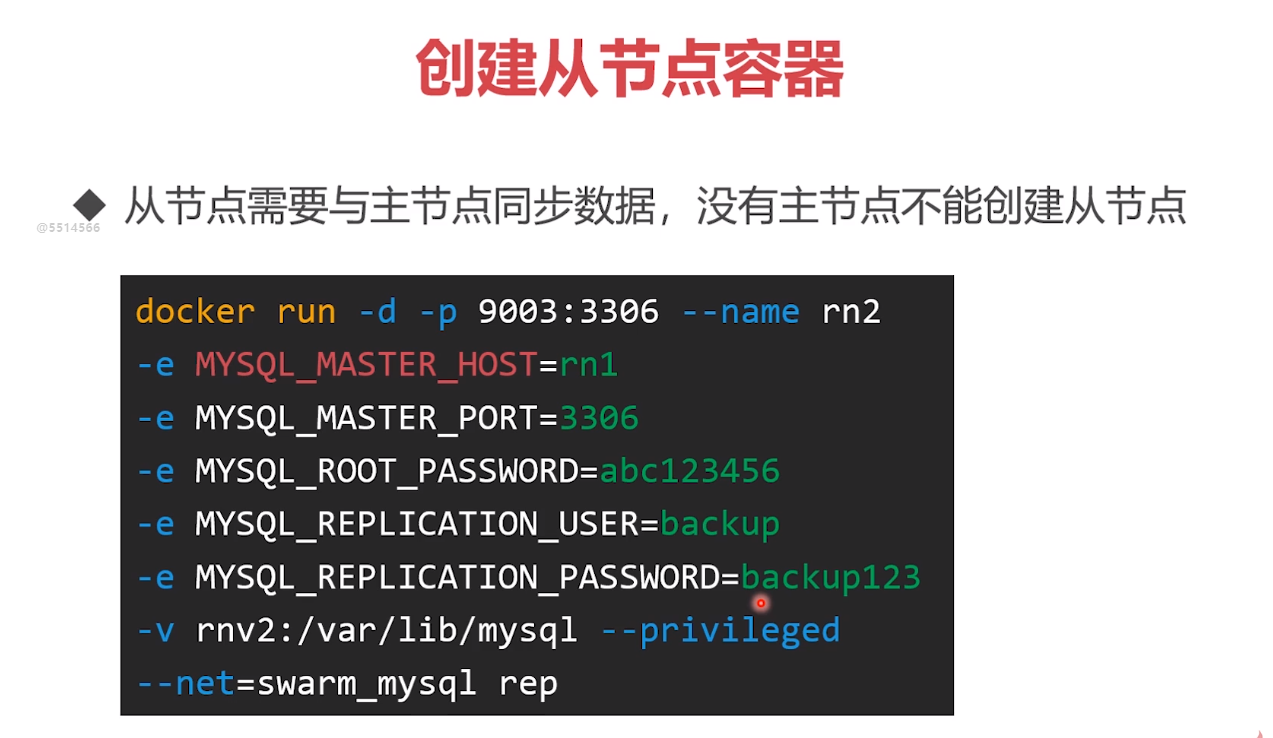 创建从节点容器
从节点需要与主节点同步数据，没有主节点不能创建从节点
@5514566
docker run -d -p 9003:3306 --name rn2
-e MYSQL_MASTER_HOST=rn1
-e MYSQL_MASTER_PORT=3306
-e MYSQL_ROOT_PASSWORD=abc123456
-e MYSQL_REPLICATION_USER=backup
-e MYSQL_REPLICATION_PASSWORD=backup123
-v rnv2:/var/lib/mysql --privileged
--net=swarm_mysql rep